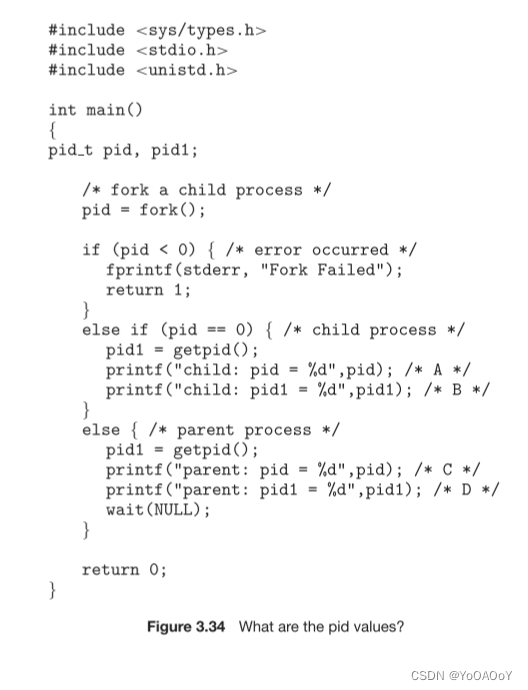 #include <sys/types.h>
#include <stdio.h>
#include <unistd.h>
int main()
{
pid_t pid, pid1;
/* fork a child process */
pid = fork();
if (pid < 0) { /* error occurred */
fprintf(stderr, "Fork Failed");
return 1;
}
else if (pid == 0) { /* child process */
pid1 = getpid();
printf("child: pid = %d",pid); /* A */
printf("child: pid1 = %d",pid1); /* B */
}
else { /* parent process */
pid1 = getpid();
printf("parent: pid = %d",pid); /* C */
printf("parent: pid1 = %d",pid1); /* D */
wait(NULL);
}
return 0;
}
Figure 3.34 What are the pid values?
CSDN @YoOAOoY